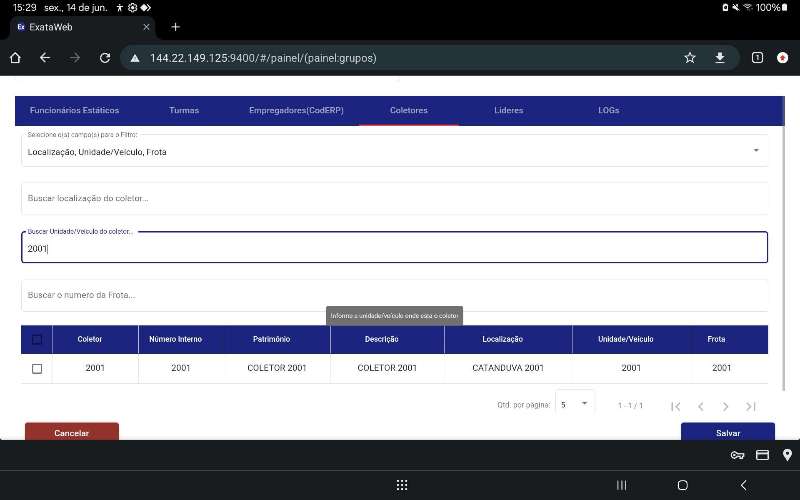 15:29 sex., 14 de jun. 100%
Ex ExataWeb
144.22.149.125:9400/#/painel/(painel:grupos) 1
Funcionários Estáticos Turmas Empregadores(CodERP) Coletores Líderes LOGs
Selecione o(s) campo(s) para o Filtro:
Localização, Unidade/Veículo, Frota
Buscar localização do coletor...
Buscar Unidade/Veículo do coletor...
2001
Buscar o numero da Frota...
Informe a unidade/veículo onde esta o coletor
Coletor Número Interno Patrimônio Descrição Localização Unidade/Veículo Frota
2001 2001 COLETOR 2001 COLETOR 2001 CATANDUVA 2001 2001 2001
Qtd. por página: 5 1 - 1 / 1
Cancelar Salvar